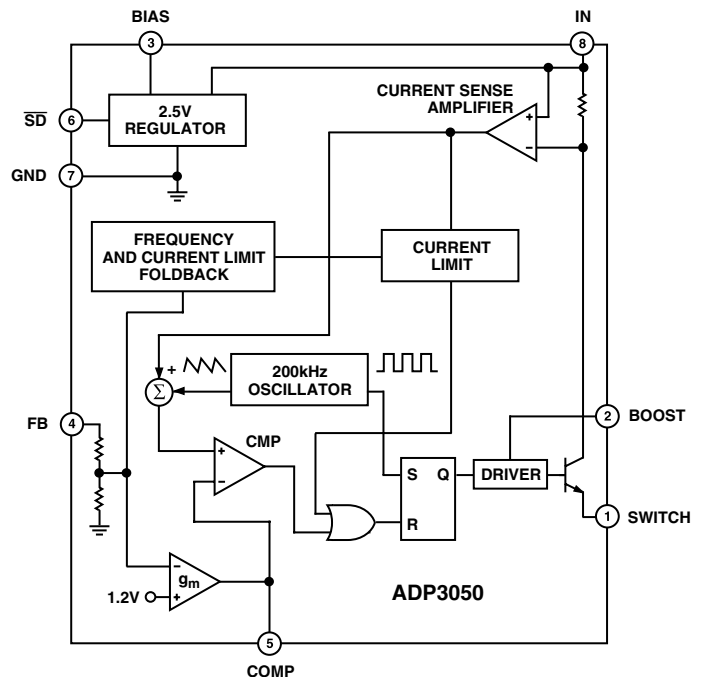 BIAS
IN
3
8
CURRENT SENSE
AMPLIFIER
2.5V
REGULATOR
+
−
SD
6
GND
7
FREQUENCY
AND CURRENT LIMIT
FOLDBACK
CURRENT
LIMIT
+
Σ
200kHz
OSCILLATOR
2
BOOST
FB
4
CMP
+
−
S Q
R
DRIVER
1
SWITCH
−
gm
+
1.2V
ADP3050
5
COMP